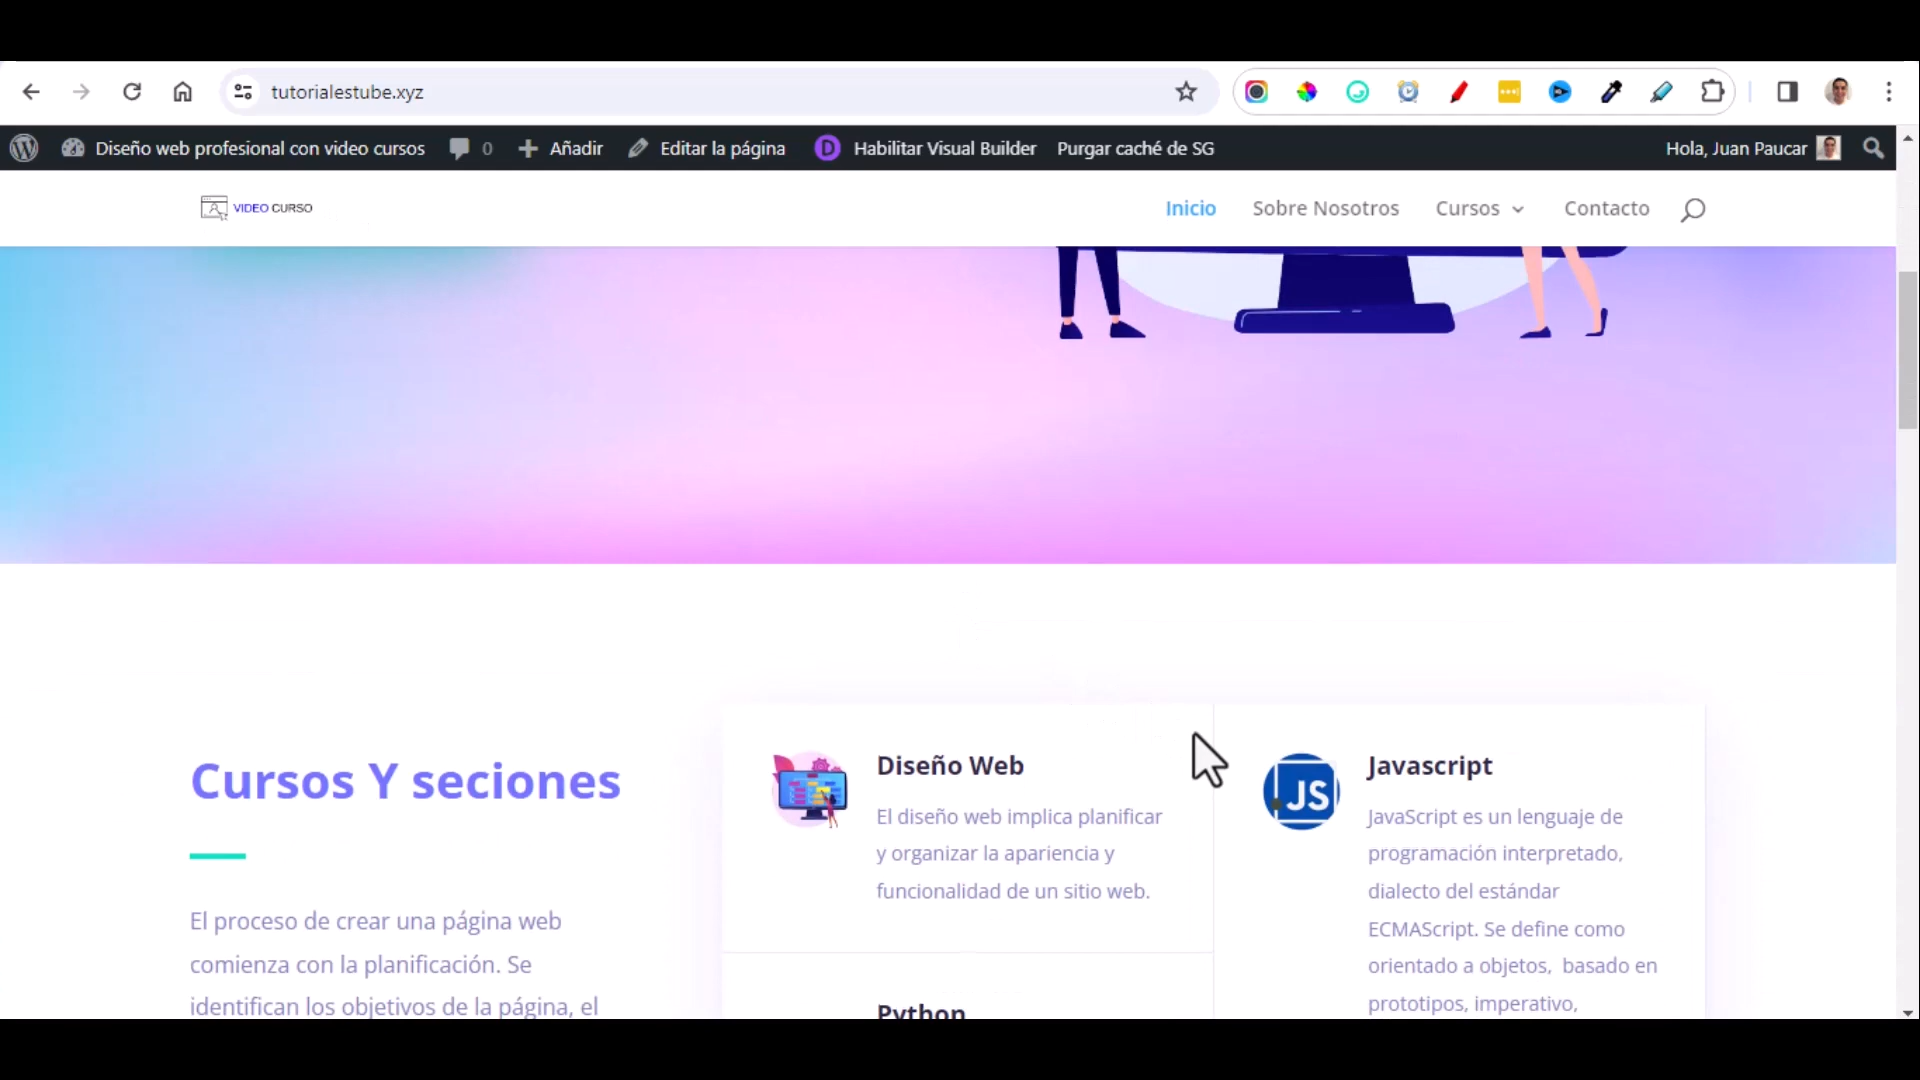 tutorialestube.xyz
Diseño web profesional con video cursos 0 Añadir Editar la página D Habilitar Visual Builder Purgar caché de SG Hola, Juan Paucar
VIDEO CURSO Inicio Sobre Nosotros Cursos Contacto
Cursos Y seciones
El proceso de crear una página web
comienza con la planificación. Se
identifican los objetivos de la página, el
Diseño Web
El diseño web implica planificar
y organizar la apariencia y
funcionalidad de un sitio web.
JS
Javascript
JavaScript es un lenguaje de
programación interpretado,
dialecto del estándar
ECMAScript. Se define como
orientado a objetos, basado en
prototipos, imperativo,
Python